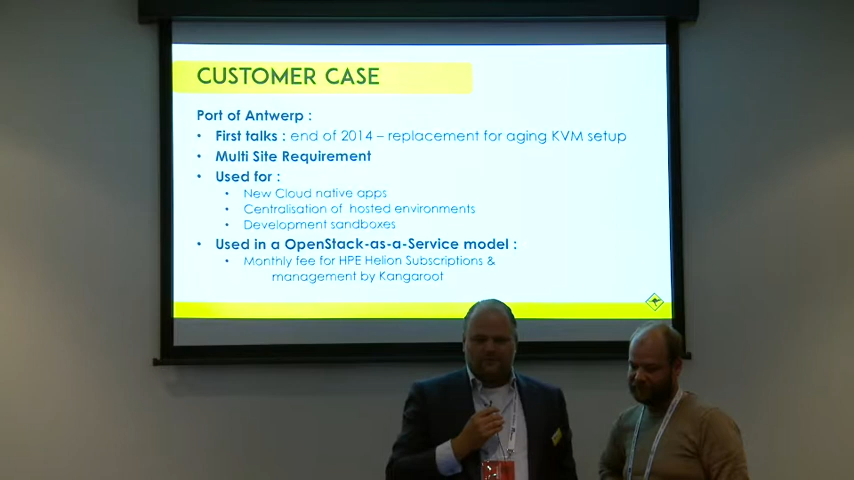 CUSTOMER CASE
Port of Antwerp :
• First talks : end of 2014 – replacement for aging KVM setup
• Multi Site Requirement
• Used for :
• New Cloud native apps
• Centralisation of hosted environments
• Development sandboxes
• Used in a OpenStack-as-a-Service model :
• Monthly fee for HPE Helion Subscriptions &
management by Kangaroot